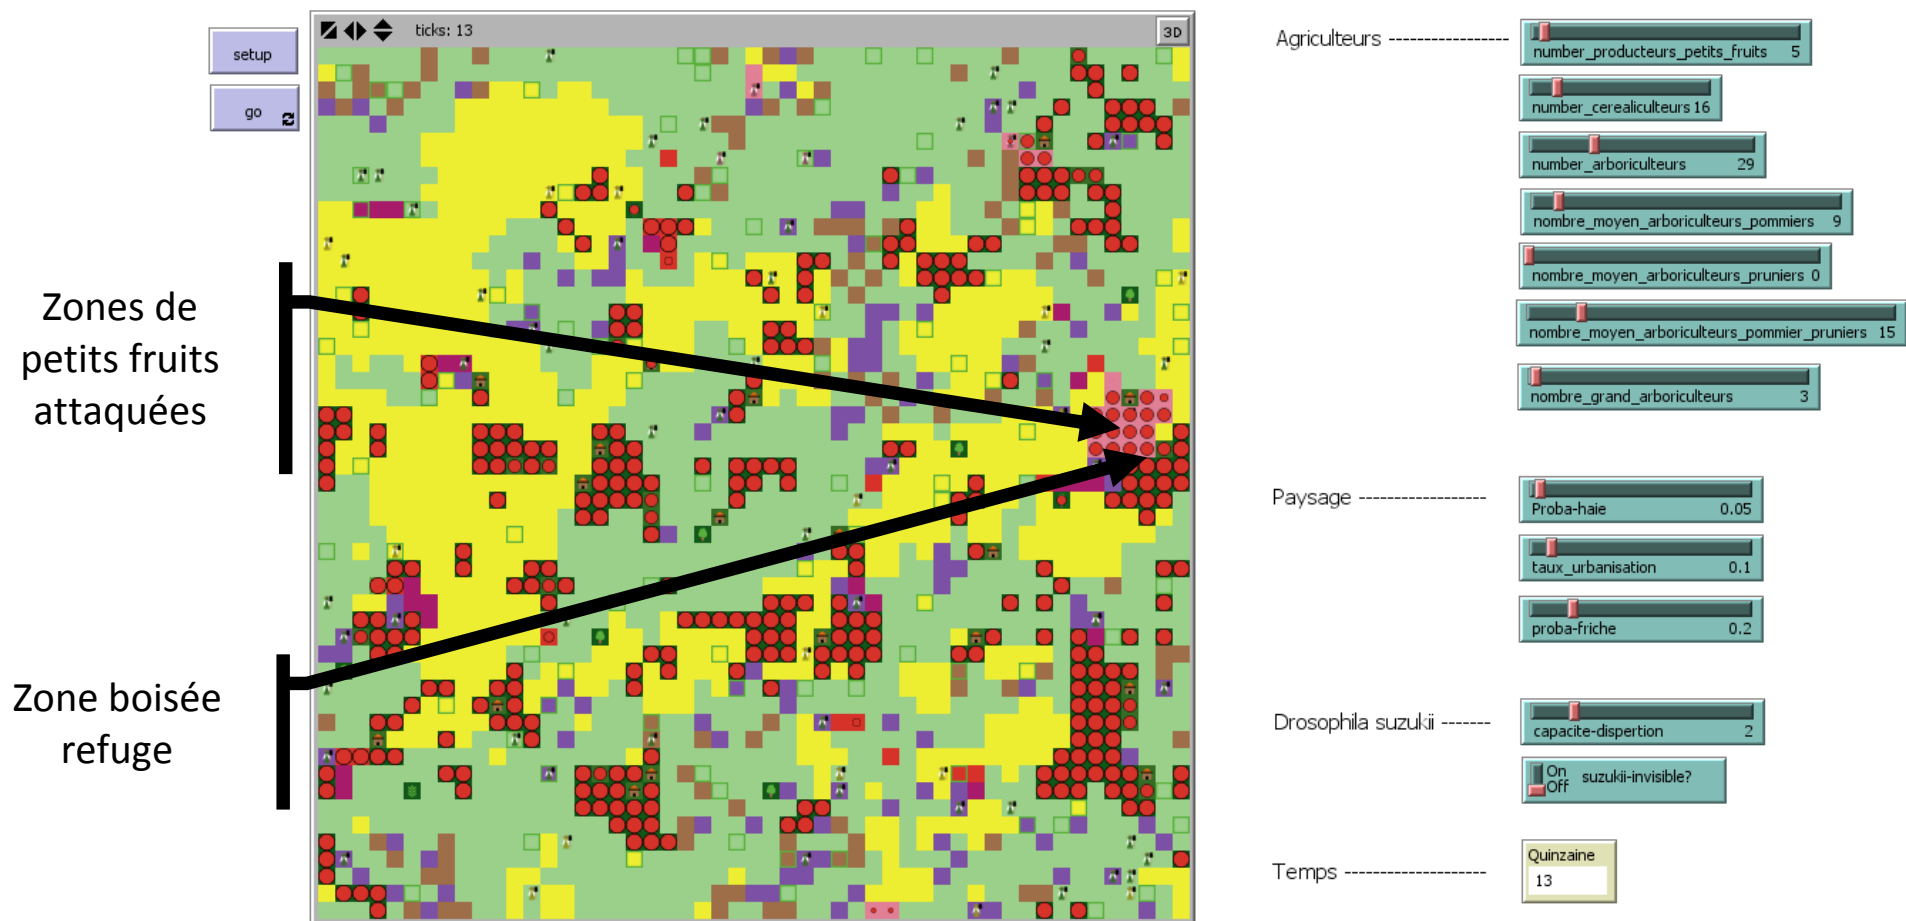 setup
go
ticks: 13
3D
Zones de
petits fruits
attaquées
Zone boisée
refuge
Agriculteurs ----------------
number_producteurs_petits_fruits 5
number_cerealiculteurs 16
number_arboriculteurs 29
nombre_moyen_arboriculteurs_pommiers 9
nombre_moyen_arboriculteurs_pruniers 0
nombre_moyen_arboriculteurs_pommier_pruniers 15
nombre_grand_arboriculteurs 3
Paysage -----------------
Proba-haie 0.05
taux_urbanisation 0.1
proba-friche 0.2
Drosophila suzukii -------
capacite-dispertion 2
On
Off
suzukii-invisible?
Temps -------------------
Quinzaine
13